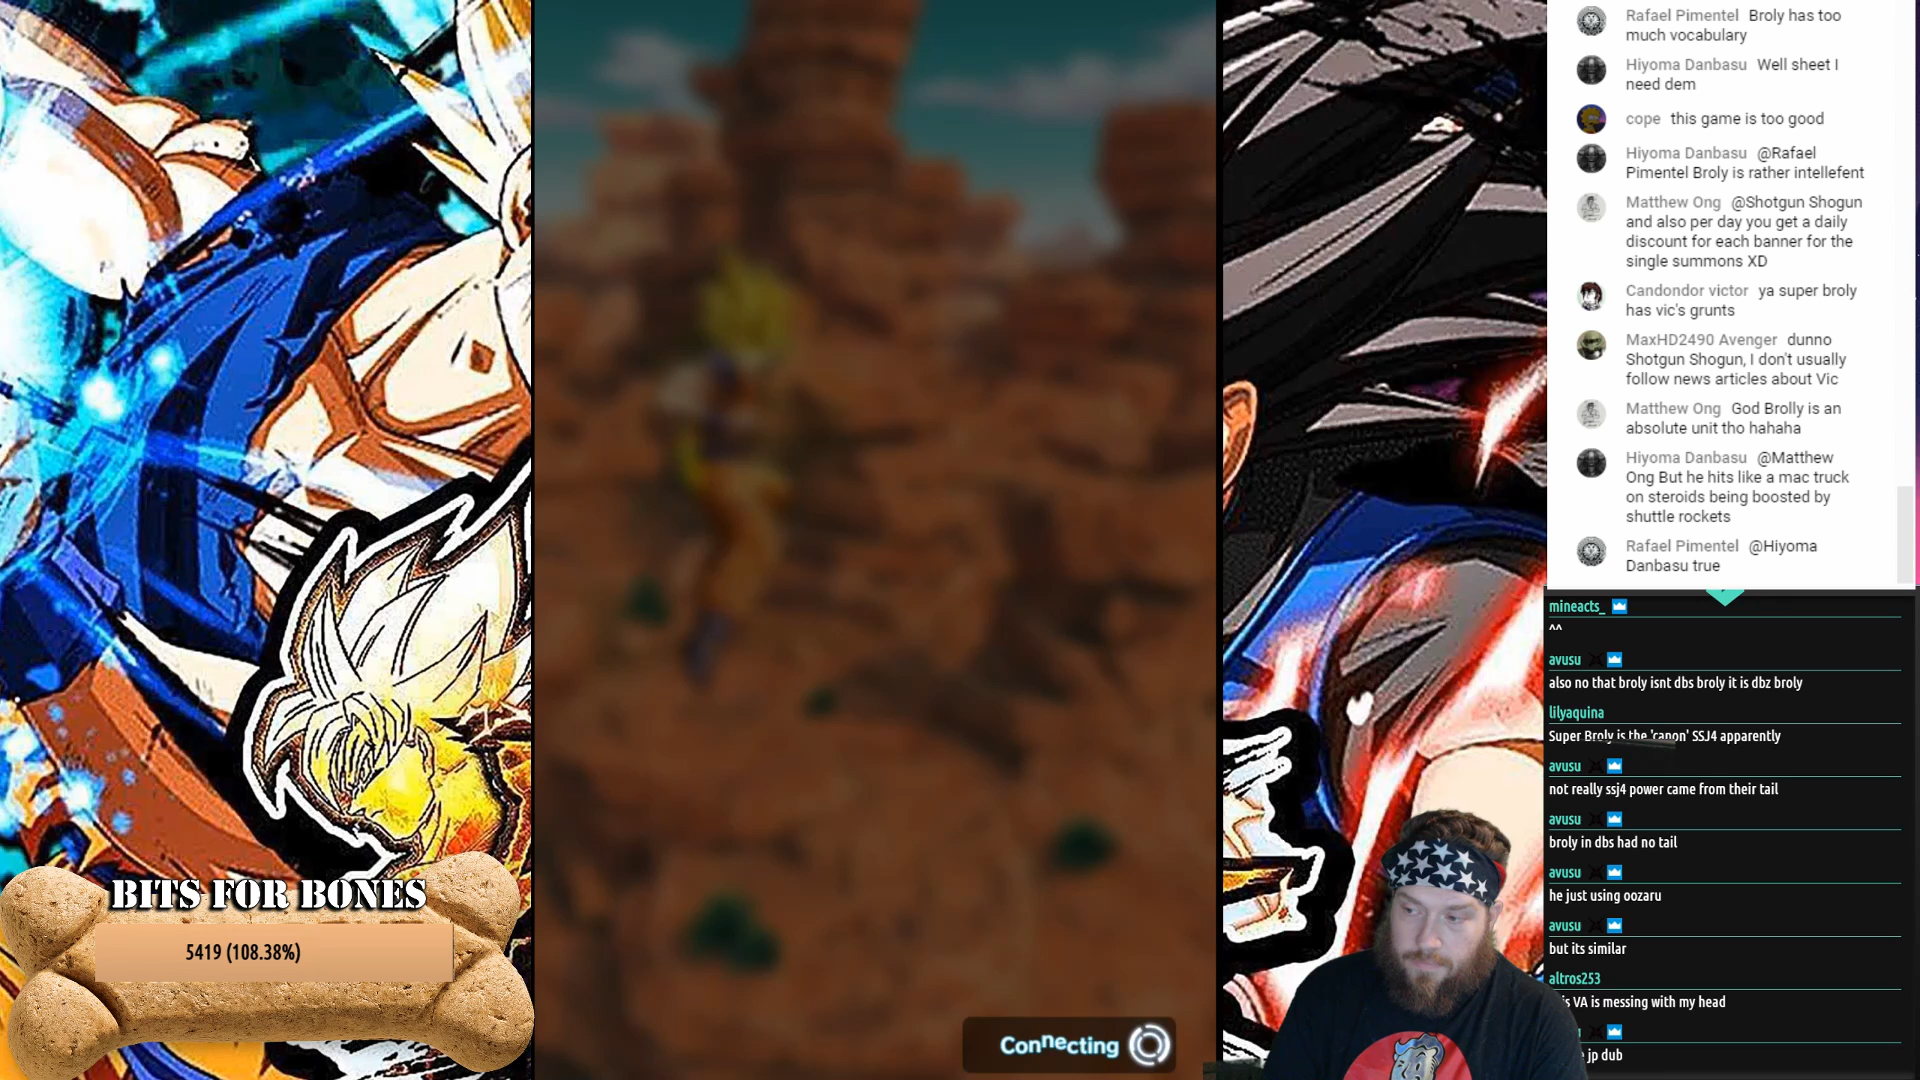 Rafael Pimentel Broly has too
much vocabulary
Hiyoma Danbasu Well sheet I
need dem
cope this game is too good
Hiyoma Danbasu @Rafael
Pimentel Broly is rather intellefent
Matthew Ong @Shotgun Shogun
and also per day you get a daily
discount for each banner for the
single summons XD
Candondor victor ya super broly
has vic's grunts
MaxHD2490 Avenger dunno
Shotgun Shogun, I don't usually
follow news articles about Vic
Matthew Ong God Brolly is an
absolute unit tho hahaha
Hiyoma Danbasu @Matthew
Ong But he hits like a mac truck
on steroids being boosted by
shuttle rockets
Rafael Pimentel @Hiyoma
Danbasu true
mineacts_
^^
avusu
also no that broly isnt dbs broly it is dbz broly
lilyaquina
Super Broly is the 'canon' SSJ4 apparently
avusu
not really ssj4 power came from their tail
avusu
broly in dbs had no tail
avusu
he just using oozaru
avusu
but its similar
altros253
VA is messing with my head
jp dub
BITS FOR BONES
5419 (108.38%)
Connecting